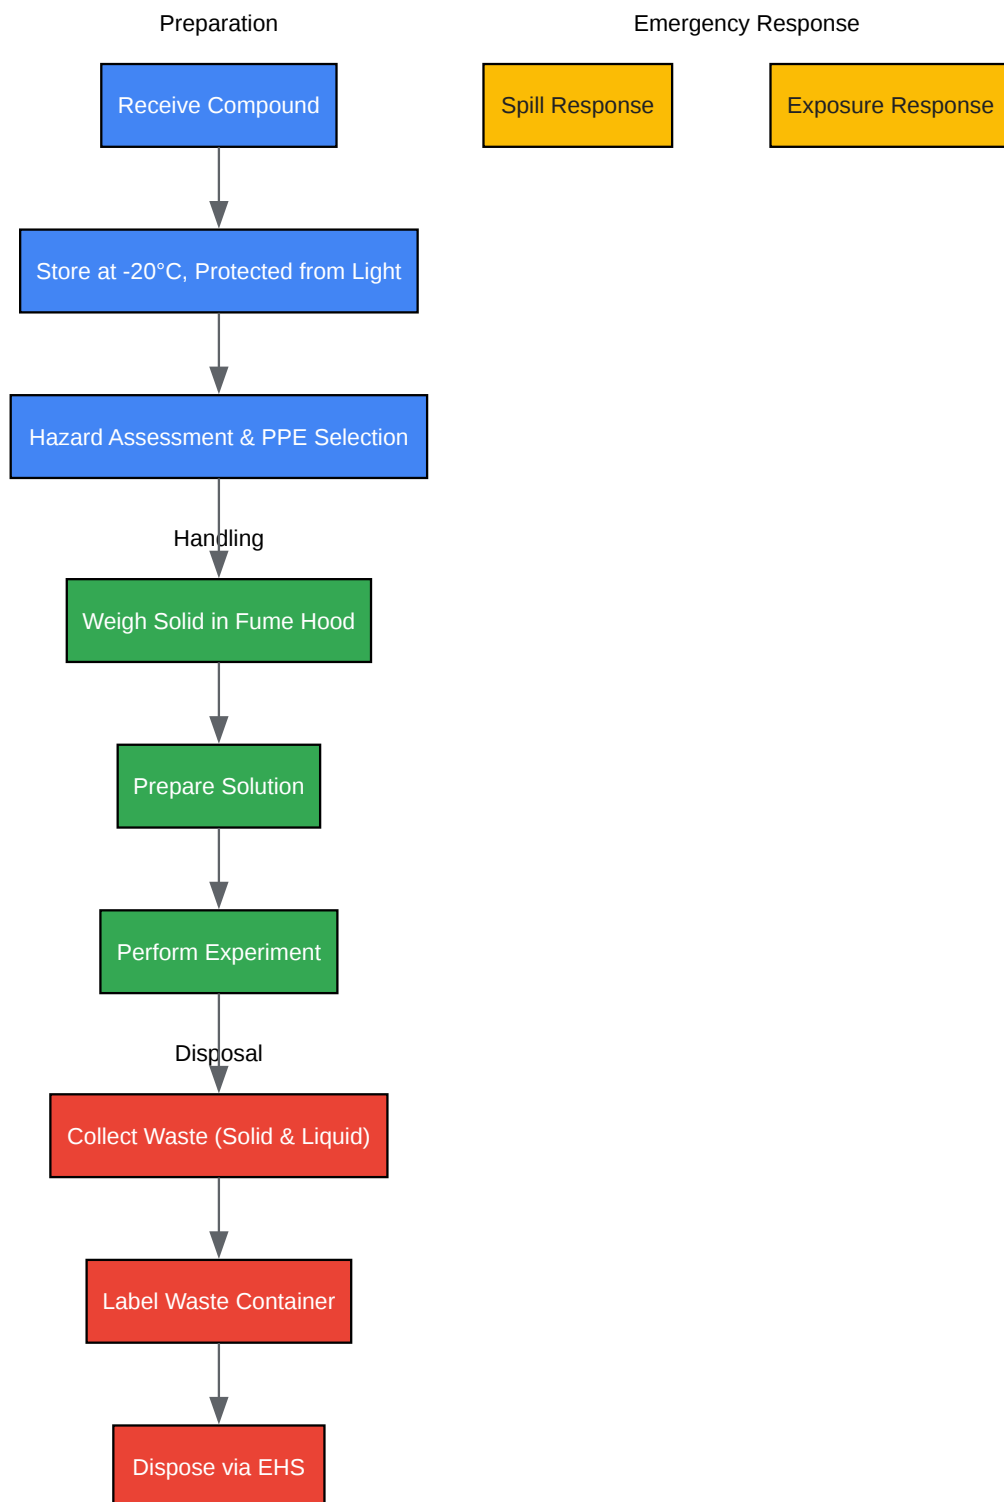 Preparation
Receive Compound
Store at -20°C, Protected from Light
Hazard Assessment & PPE Selection
Handling
Weigh Solid in Fume Hood
Prepare Solution
Perform Experiment
Disposal
Collect Waste (Solid & Liquid)
Label Waste Container
Dispose via EHS
Emergency Response
Spill Response
Exposure Response